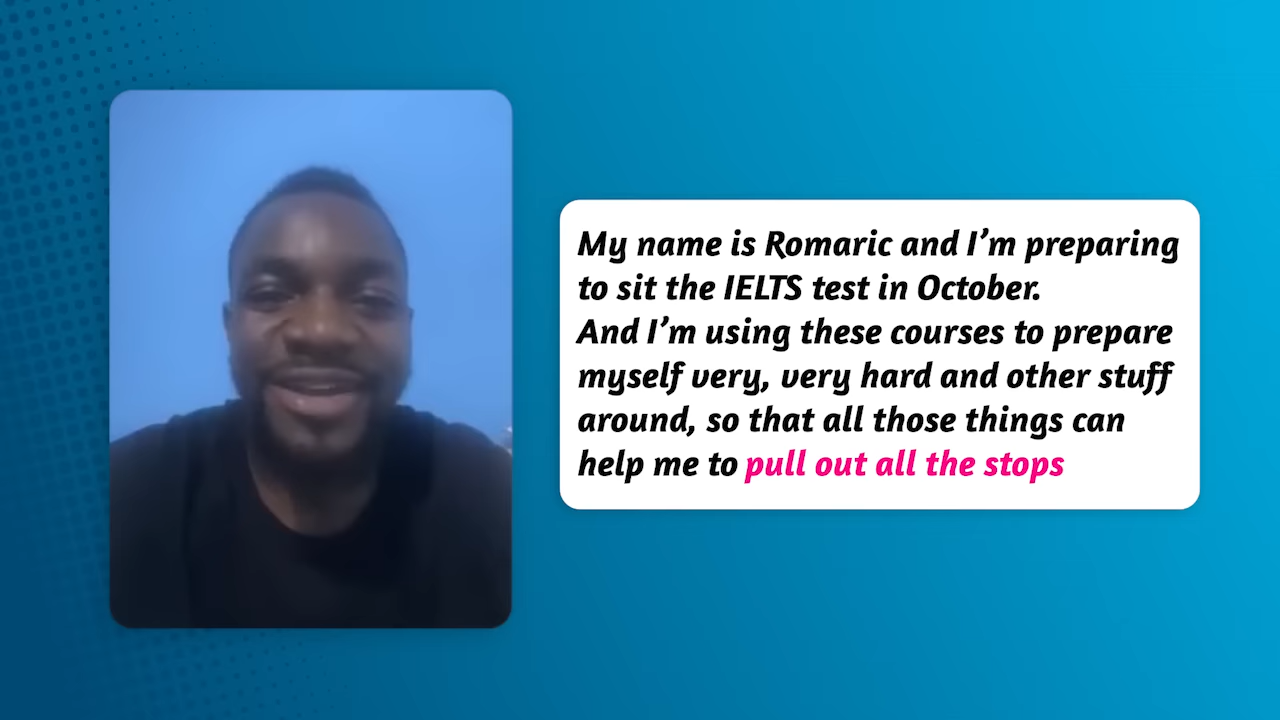 My name is Romaric and I'm preparing
to sit the IELTS test in October.
And I'm using these courses to prepare
myself very, very hard and other stuff
around, so that all those things can
help me to pull out all the stops